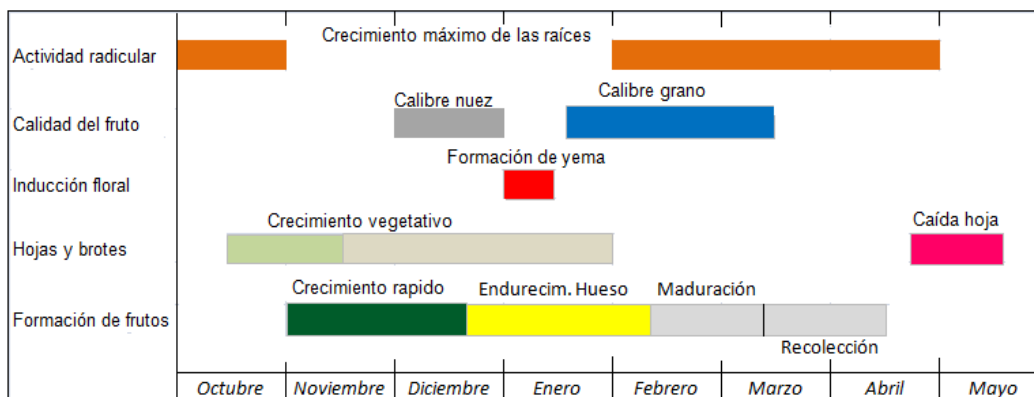 Crecimiento máximo de las raíces
Actividad radicular
Calibre nuez
Calibre grano
Calidad del fruto
Formación de yema
Inducción floral
Crecimiento vegetativo
Caída hoja
Hojas y brotes
Crecimiento rapido
Endurecim. Hueso
Maduración
Formación de frutos
Recolección
Octubre
Noviembre
Diciembre
Enero
Febrero
Marzo
Abril
Mayo